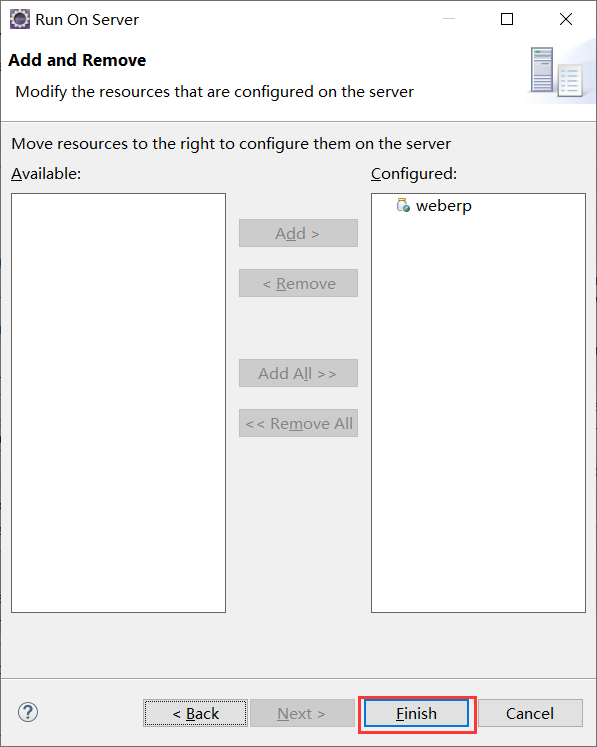 Run On Server
Add and Remove
Modify the resources that are configured on the server
Move resources to the right to configure them on the server
Available:
Configured:
weberp
Add >
< Remove
Add All >>
<< Remove All
?
< Back
Next >
Finish
Cancel